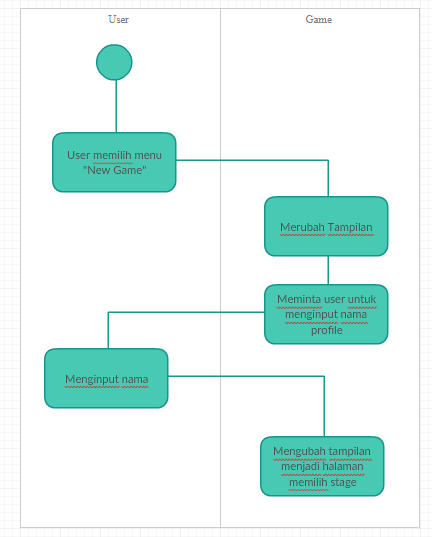 User
Game
User memilih menu
"New Game"
Merubah Tampilan
Meminta user untuk
menginput nama
profile
Menginput nama
Mengubah tampilan
menjadi halaman
memilih stage